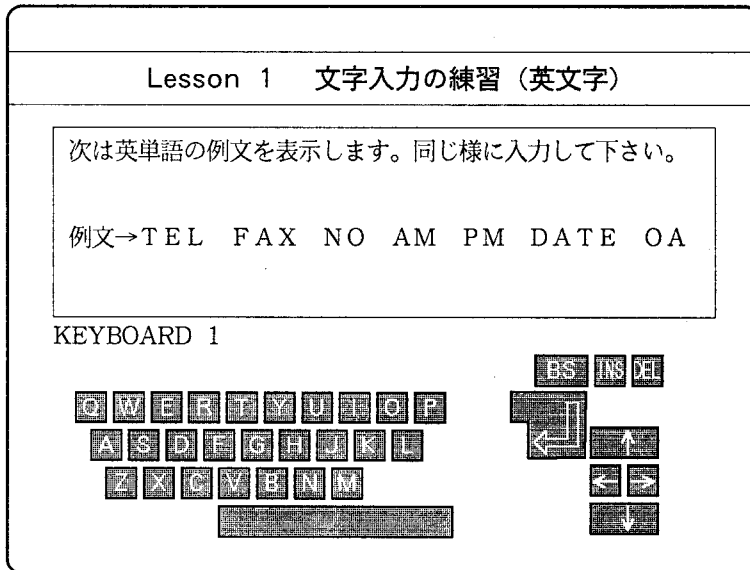 Lesson 1 文字入力の練習（英文字）
次は英単語の例文を表示します。同じ様に入力して下さい。
例文→TEL FAX NO AM PM DATE OA
KEYBOARD 1
BS INS DEL
Q W E R T Y U I O P
A S D F G H J K L
Z X C V B N M